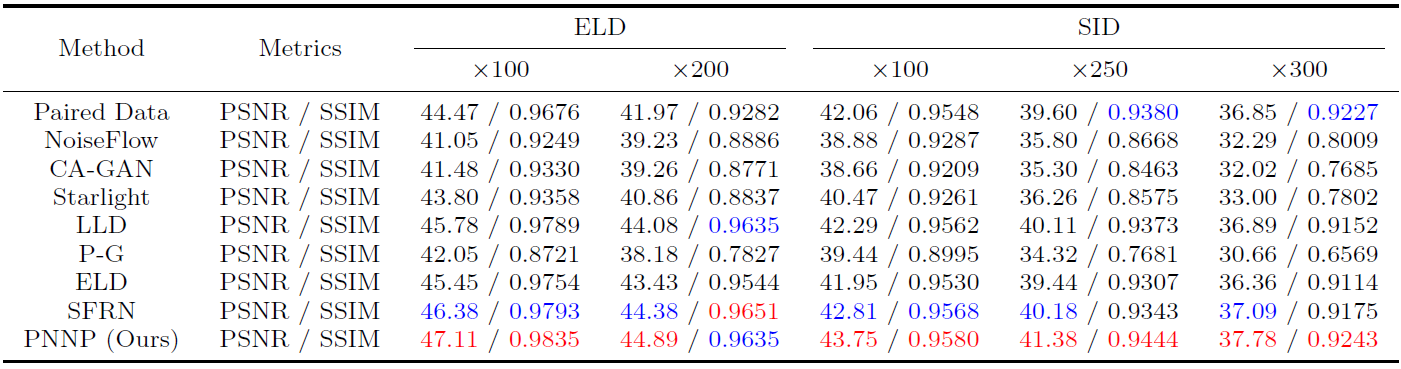 Method Metrics ELD SID
×100 ×200 ×100 ×250 ×300
Paired Data PSNR / SSIM 44.47 / 0.9676 41.97 / 0.9282 42.06 / 0.9548 39.60 / 0.9380 36.85 / 0.9227
NoiseFlow PSNR / SSIM 41.05 / 0.9249 39.23 / 0.8886 38.88 / 0.9287 35.80 / 0.8668 32.29 / 0.8009
CA-GAN PSNR / SSIM 41.48 / 0.9330 39.26 / 0.8771 38.66 / 0.9209 35.30 / 0.8463 32.02 / 0.7685
Starlight PSNR / SSIM 43.80 / 0.9358 40.86 / 0.8837 40.47 / 0.9261 36.26 / 0.8575 33.00 / 0.7802
LLD PSNR / SSIM 45.78 / 0.9789 44.08 / 0.9635 42.29 / 0.9562 40.11 / 0.9373 36.89 / 0.9152
P-G PSNR / SSIM 42.05 / 0.8721 38.18 / 0.7827 39.44 / 0.8995 34.32 / 0.7681 30.66 / 0.6569
ELD PSNR / SSIM 45.45 / 0.9754 43.43 / 0.9544 41.95 / 0.9530 39.44 / 0.9307 36.36 / 0.9114
SFRN PSNR / SSIM 46.38 / 0.9793 44.38 / 0.9651 42.81 / 0.9568 40.18 / 0.9343 37.09 / 0.9175
PNNP (Ours) PSNR / SSIM 47.11 / 0.9835 44.89 / 0.9635 43.75 / 0.9580 41.38 / 0.9444 37.78 / 0.9243